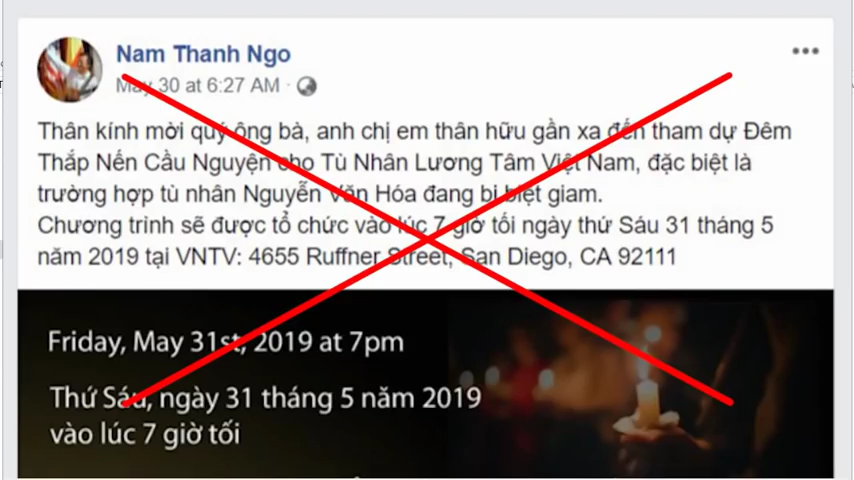 Nam Thanh Ngo
May 30 at 6:27 AM
Thân kính mời quý ông bà, anh chị em thân hữu gần xa đến tham dự Đêm
Thắp Nến Cầu Nguyện cho Tù Nhân Lương Tâm Việt Nam, đặc biệt là
trường hợp tù nhân Nguyễn Văn Hóa đang bị biệt giam.
Chương trình sẽ được tổ chức vào lúc 7 giờ tối ngày thứ Sáu 31 tháng 5
năm 2019 tại VNTV: 4655 Ruffner Street, San Diego, CA 92111
Friday, May 31st, 2019 at 7pm
Thứ Sáu, ngày 31 tháng 5 năm 2019
vào lúc 7 giờ tối